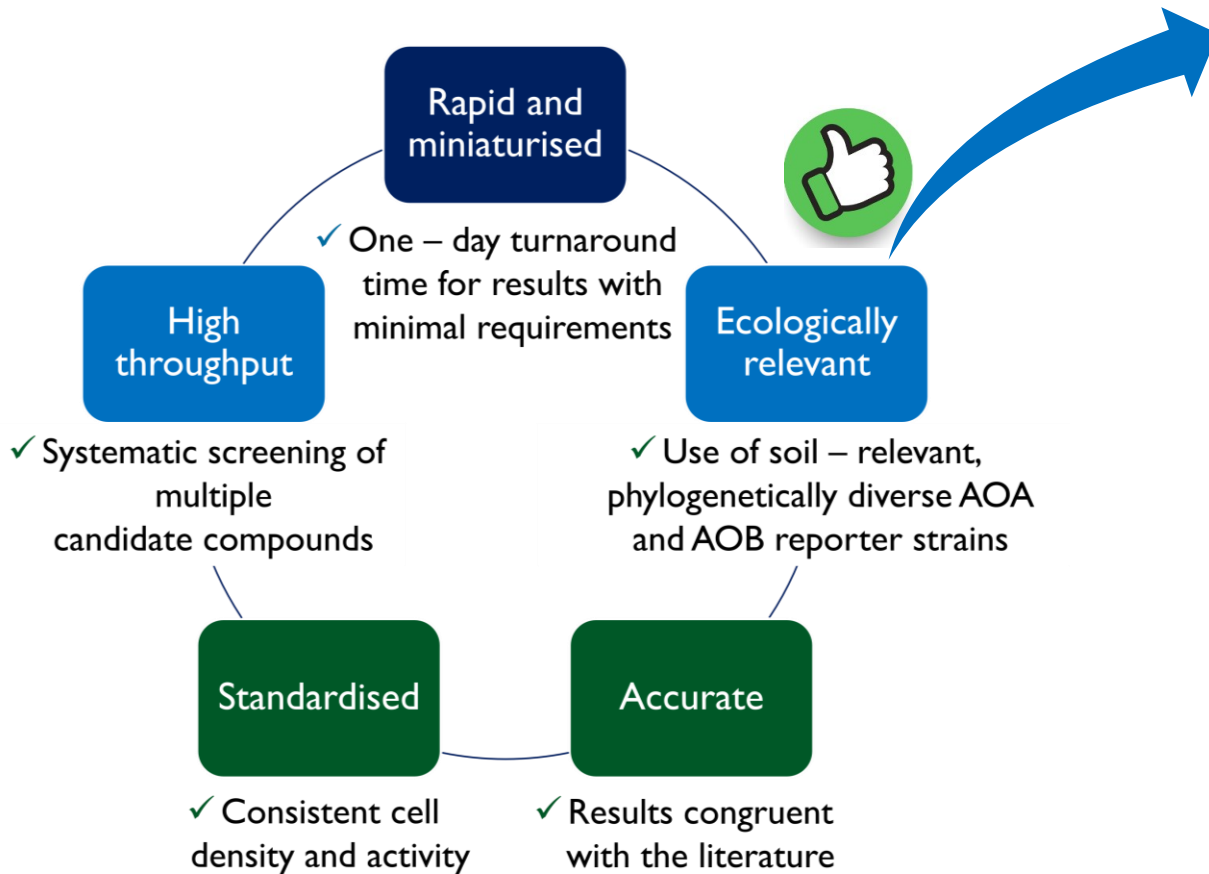 Rapid and
miniaturised
✓ One – day turnaround
time for results with
minimal requirements
High
throughput
✓ Systematic screening of
multiple
candidate compounds
Ecologically
relevant
✓ Use of soil – relevant,
phylogenetically diverse AOA
and AOB reporter strains
Standardised
✓ Consistent cell
density and activity
Accurate
✓ Results congruent
with the literature